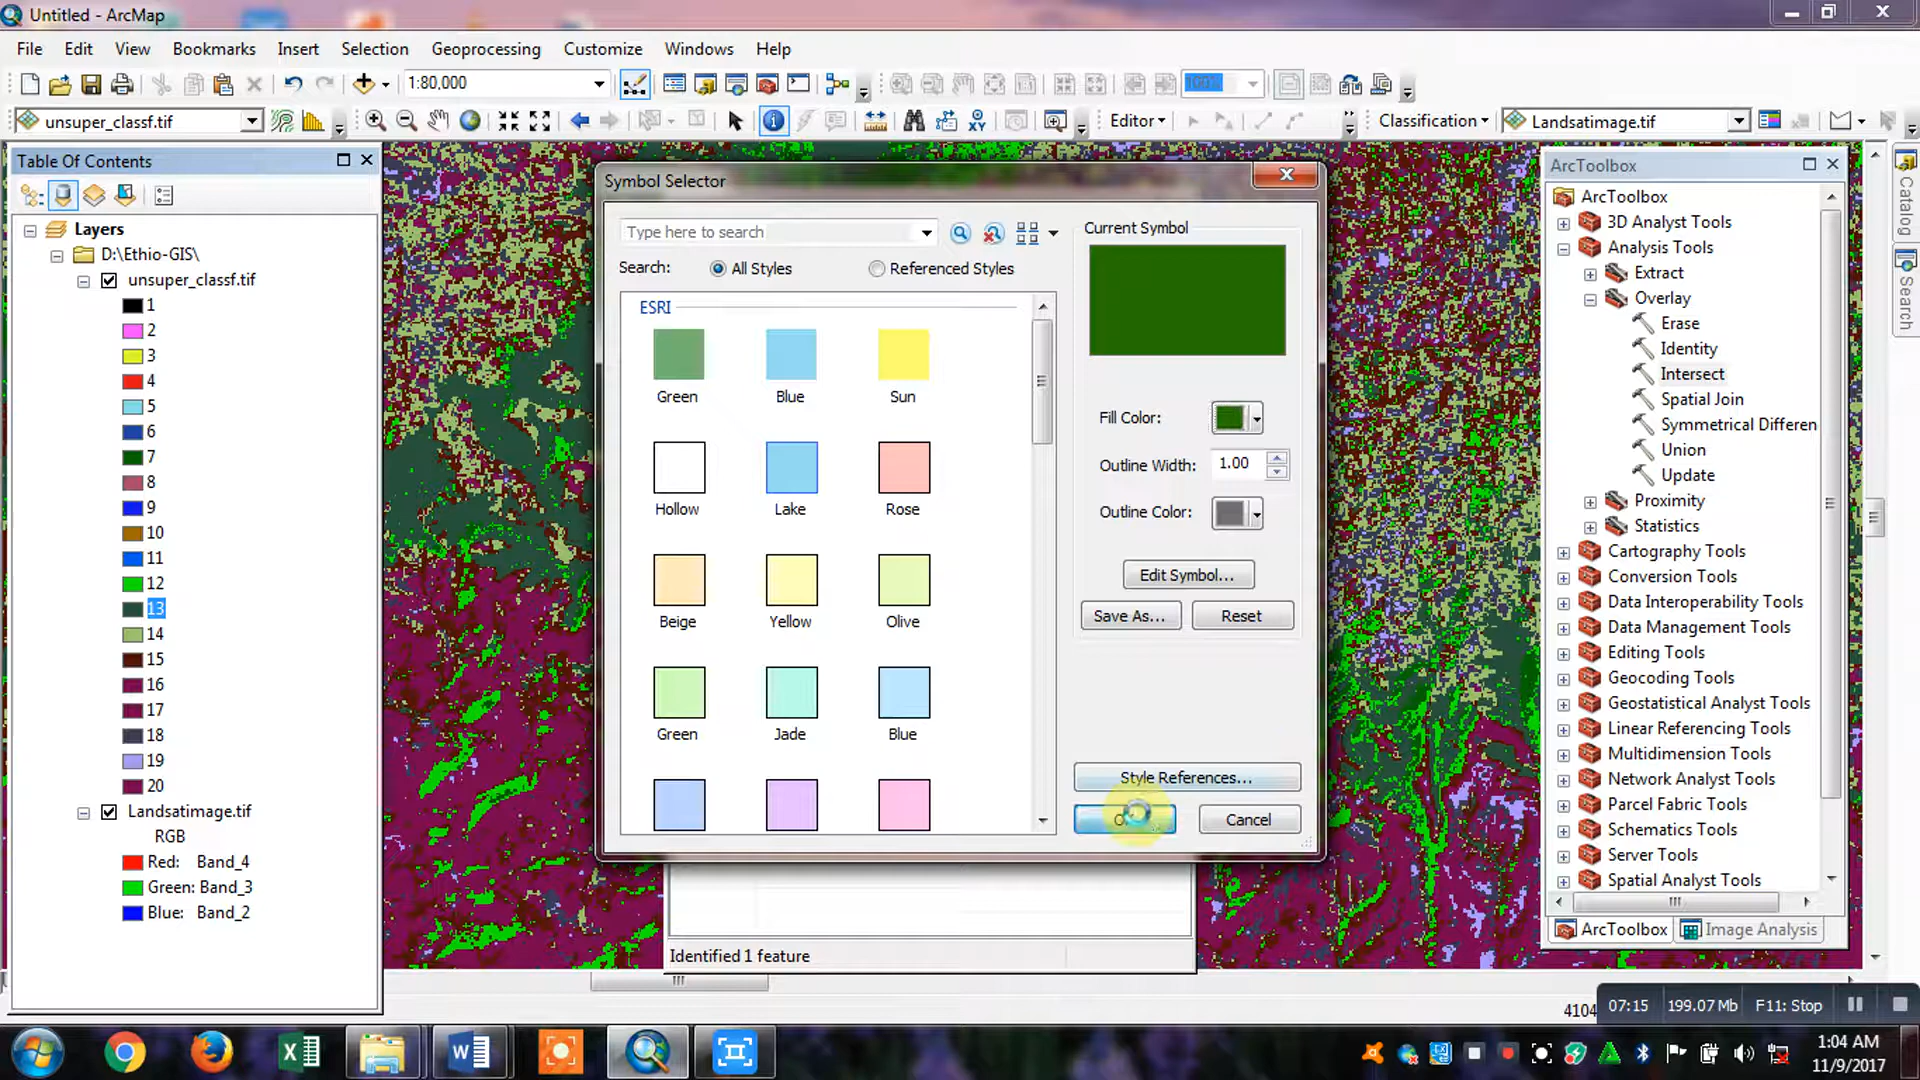 Untitled - ArcMap
File Edit View Bookmarks Insert Selection Geoprocessing Customize Windows Help
1:80,000 100%
unsuper_classf.tif Editor Classification Landsatimage.tif
Table Of Contents
Layers
D:\Ethio-GIS\
unsuper_classf.tif
1
2
3
4
5
6
7
8
9
10
11
12
13
14
15
16
17
18
19
20
Landsatimage.tif
RGB
Red: Band_4
Green: Band_3
Blue: Band_2
Symbol Selector
Type here to search
Search: All Styles Referenced Styles
ESRI
Green Blue Sun
Hollow Lake Rose
Beige Yellow Olive
Green Jade Blue
Current Symbol
Fill Color:
Outline Width: 1.00
Outline Color:
Edit Symbol...
Save As... Reset
Style References...
Cancel
Identified 1 feature
ArcToolbox
ArcToolbox
3D Analyst Tools
Analysis Tools
Extract
Overlay
Erase
Identity
Intersect
Spatial Join
Symmetrical Differen
Union
Update
Proximity
Statistics
Cartography Tools
Conversion Tools
Data Interoperability Tools
Data Management Tools
Editing Tools
Geocoding Tools
Geostatistical Analyst Tools
Linear Referencing Tools
Multidimension Tools
Network Analyst Tools
Parcel Fabric Tools
Schematics Tools
Server Tools
Spatial Analyst Tools
ArcToolbox Image Analysis
Catalog
Search
4104
07:15 199.07 Mb F11: Stop
1:04 AM
11/9/2017